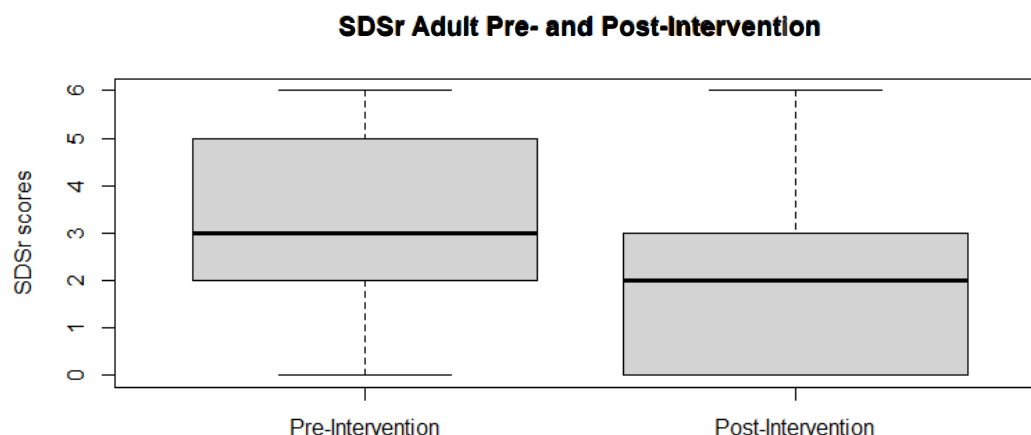 SDSr Adult Pre- and Post-Intervention
SDSr scores
6
5
4
3
2
1
0
Pre-Intervention
Post-Intervention